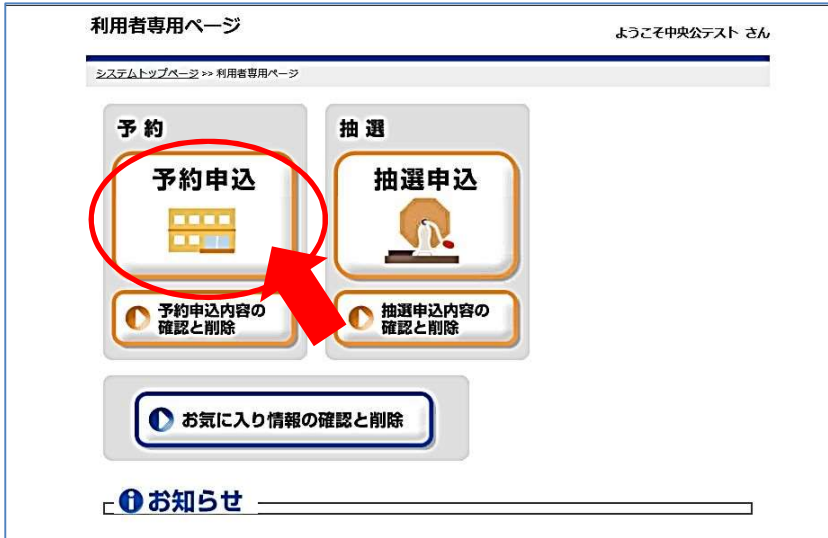 利用者専用ページ
ようこそ中央公テスト さん
システムトップページ >> 利用者専用ページ
予 約
抽 選
予約申込
抽選申込
予約申込内容の
確認と削除
抽選申込内容の
確認と削除
お気に入り情報の確認と削除
お知らせ